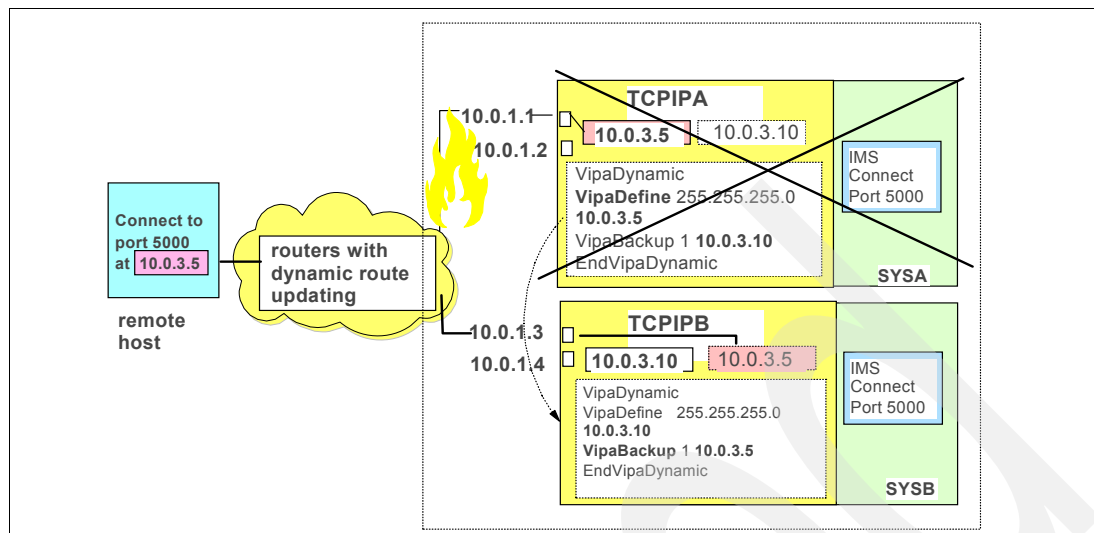 Connect to
port 5000
at 10.0.3.5
remote
host
routers with
dynamic route
updating
10.0.1.1
10.0.1.2
TCPIPA
10.0.3.5
10.0.3.10
VipaDynamic
VipaDefine 255.255.255.0
10.0.3.5
VipaBackup 1 10.0.3.10
EndVipaDynamic
IMS
Connect
Port 5000
SYSA
10.0.1.3
10.0.1.4
TCPIPB
10.0.3.10
10.0.3.5
VipaDynamic
VipaDefine 255.255.255.0
10.0.3.10
VipaBackup 1 10.0.3.5
EndVipaDynamic
IMS
Connect
Port 5000
SYSB